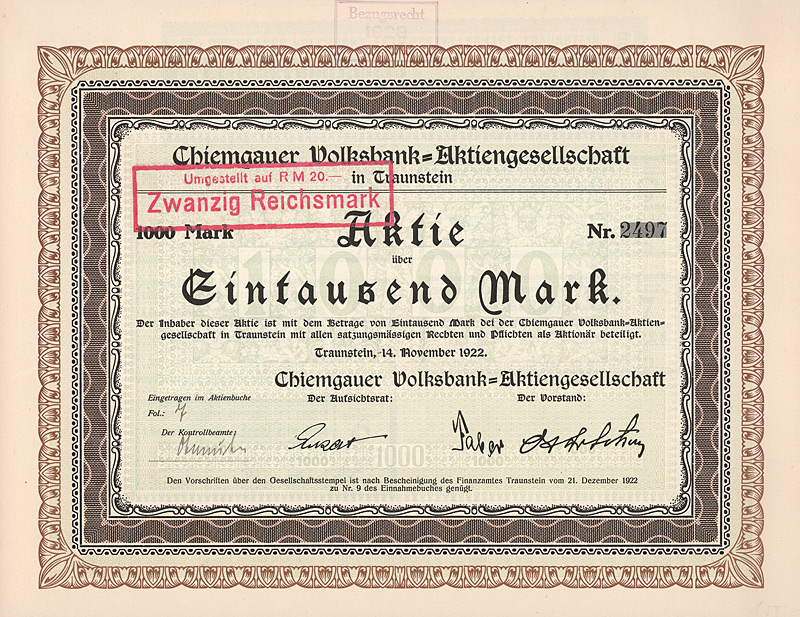 Bezugsrecht
Chiemgauer Volksbank=Aktiengesellschaft
Umgestellt auf R M 20.—
in Traunstein
Zwanzig Reichsmark
1000 Mark
Aktie
Nr. 2497
über
Eintausend Mark.
Der Inhaber dieser Aktie ist mit dem Betrage von Eintausend Mark bei der Chiemgauer Volksbank-Aktien-
gesellschaft in Traunstein mit allen satzungsmässigen Rechten und Pflichten als Aktionär beteiligt.
Traunstein, 14. November 1922.
Chiemgauer Volksbank=Aktiengesellschaft
Eingetragen im Aktienbuche
Der Aufsichtsrat:
Der Vorstand:
Fol.: 7
Der Kontrollbeamte:
1000
1000
1000
Den Vorschriften über den Gesellschaftsstempel ist nach Bescheinigung des Finanzamtes Traunstein vom 21. Dezember 1922
zu Nr. 9 des Einnahmebuches genügt.